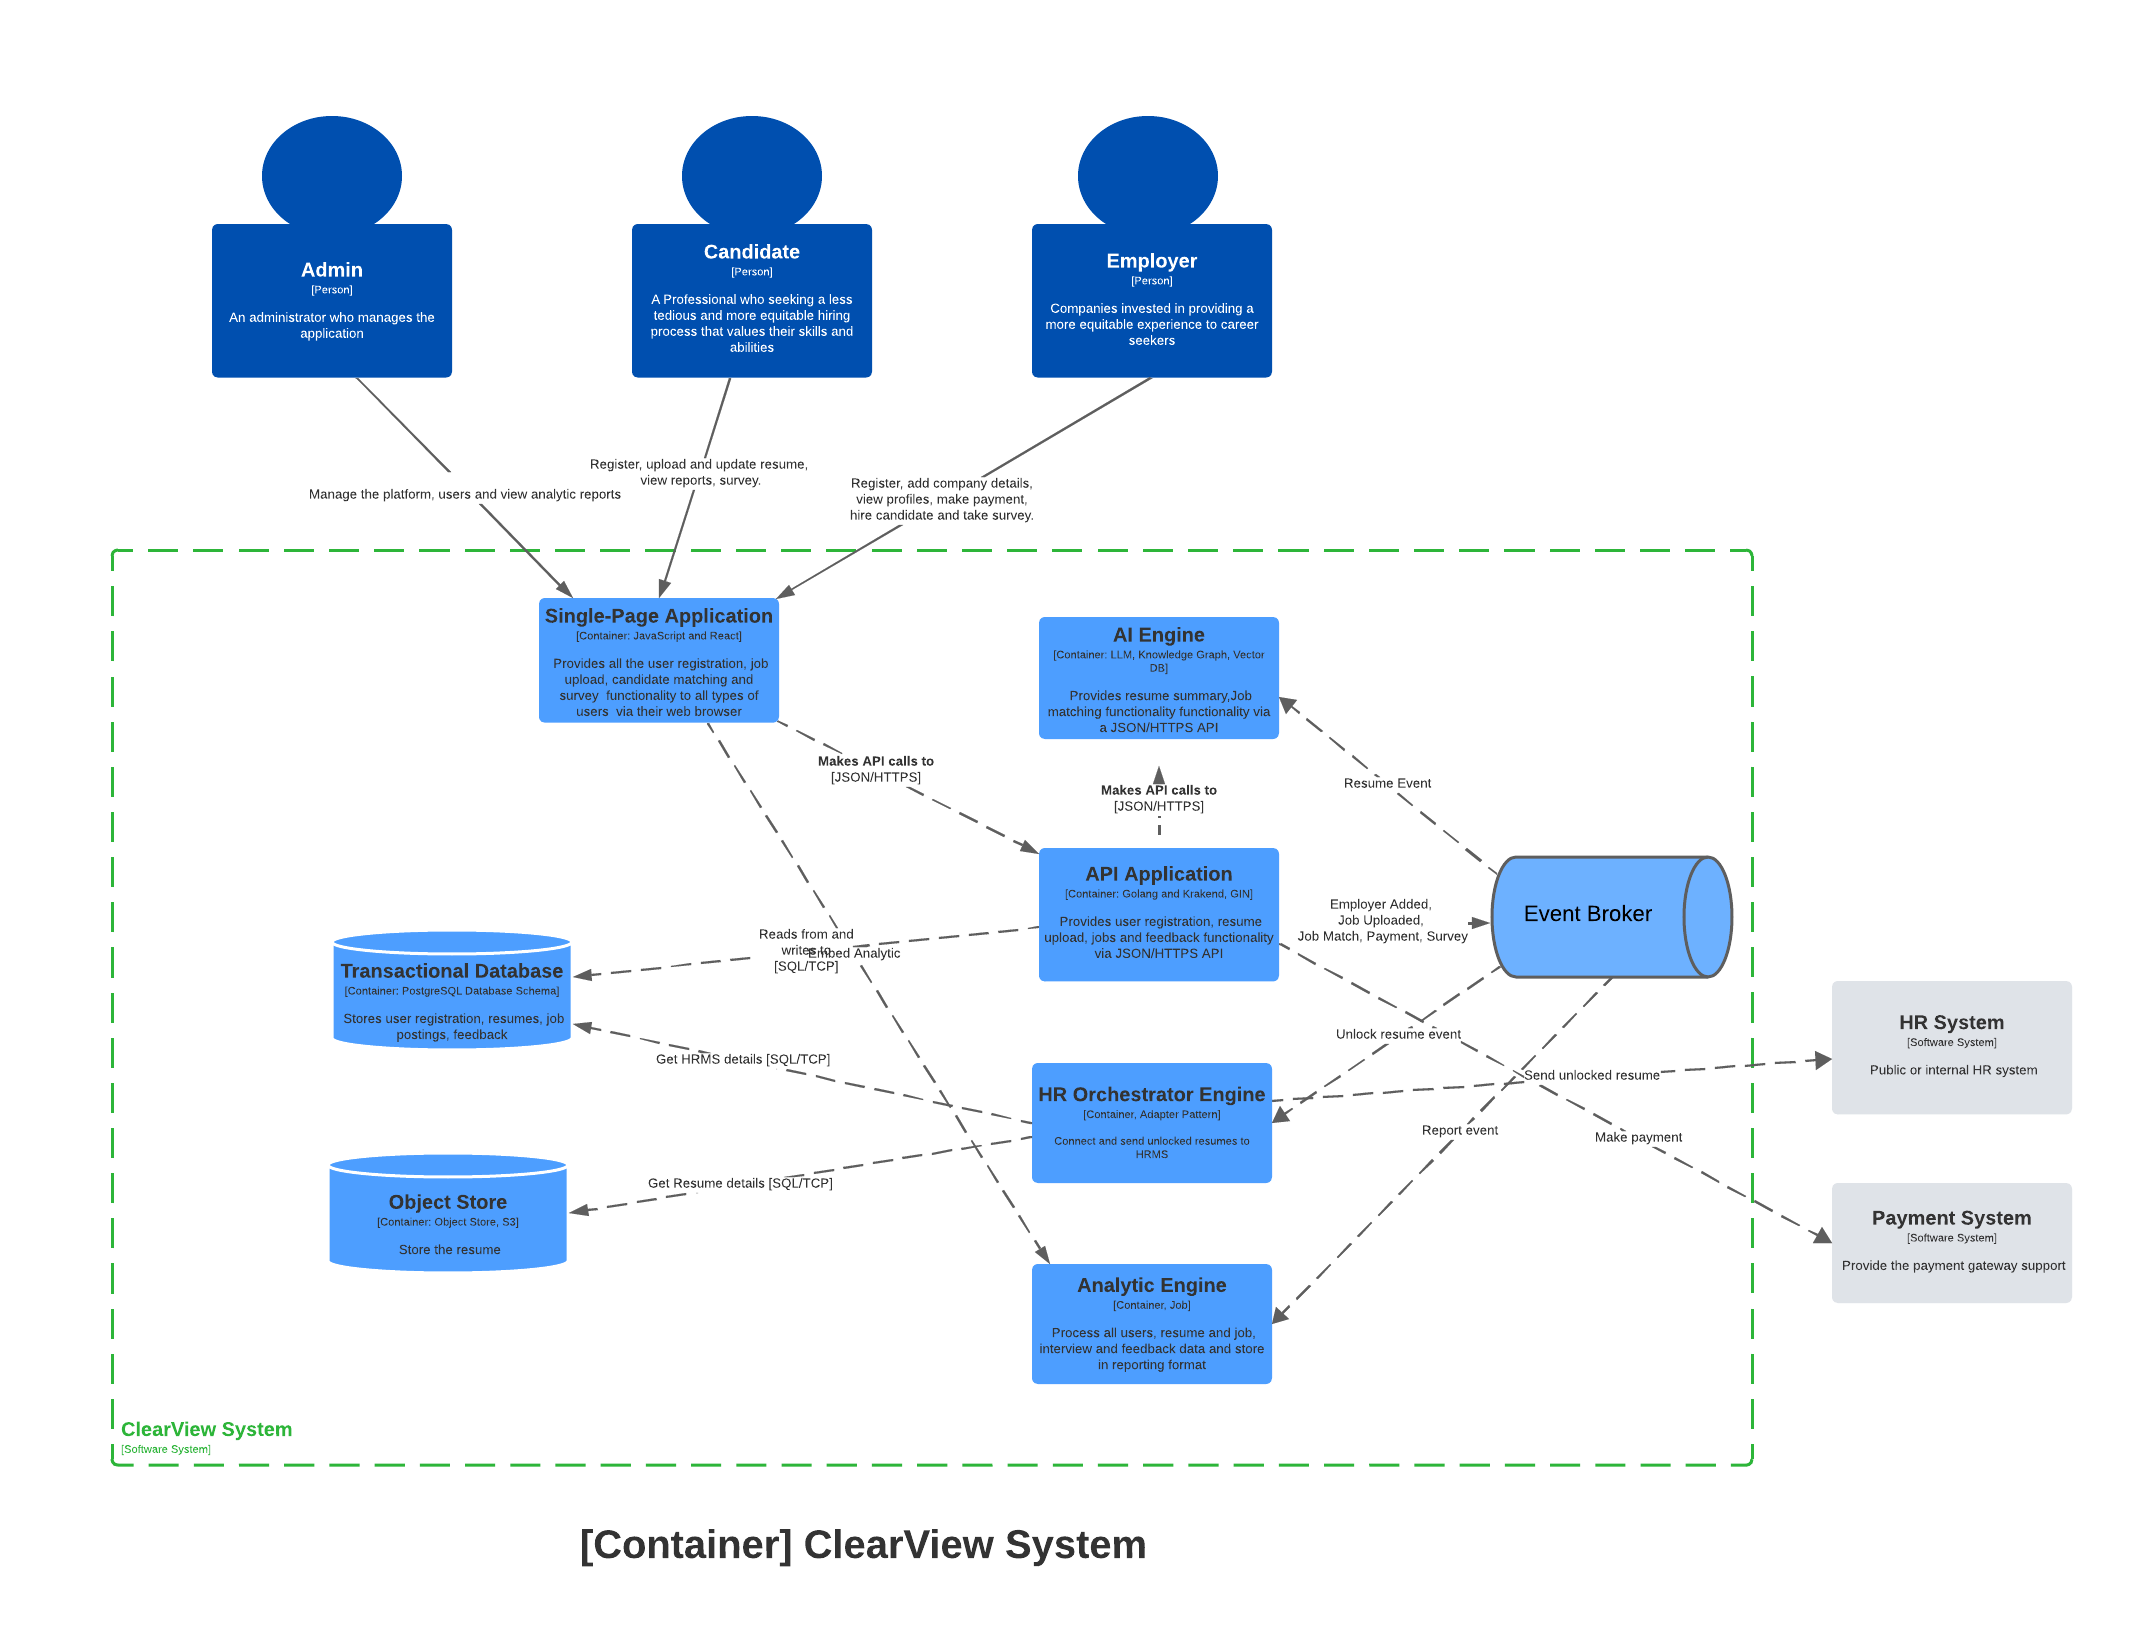 Admin
[Person]
An administrator who manages the
application
Candidate
[Person]
A Professional who seeking a less
tedious and more equitable hiring
process that values their skills and
abilities
Employer
[Person]
Companies invested in providing a
more equitable experience to career
seekers
Manage the platform, users and view analytic reports
Register, upload and update resume,
view reports, survey.
Register, add company details,
view profiles, make payment,
hire candidate and take survey.
Single-Page Application
[Container: JavaScript and React]
Provides all the user registration, job
upload, candidate matching and
survey functionality to all types of
users via their web browser
AI Engine
[Container: LLM, Knowledge Graph, Vector
DB]
Provides resume summary,Job
matching functionality functionality via
a JSON/HTTPS API
Makes API calls to
[JSON/HTTPS]
Makes API calls to
[JSON/HTTPS]
Resume Event
API Application
[Container: Golang and Krakend, GIN]
Provides user registration, resume
upload, jobs and feedback functionality
via JSON/HTTPS API
Employer Added,
Job Uploaded,
Job Match, Payment, Survey
Event Broker
Reads from and
writes to
[SQL/TCP]
Embed Analytic
Transactional Database
[Container: PostgreSQL Database Schema]
Stores user registration, resumes, job
postings, feedback
Get HRMS details [SQL/TCP]
Unlock resume event
HR System
[Software System]
Public or internal HR system
HR Orchestrator Engine
[Container, Adapter Pattern]
Connect and send unlocked resumes to
HRMS
Send unlocked resume
Report event
Make payment
Object Store
[Container: Object Store, S3]
Store the resume
Get Resume details [SQL/TCP]
Payment System
[Software System]
Provide the payment gateway support
Analytic Engine
[Container, Job]
Process all users, resume and job,
interview and feedback data and store
in reporting format
ClearView System
[Software System]
[Container] ClearView System